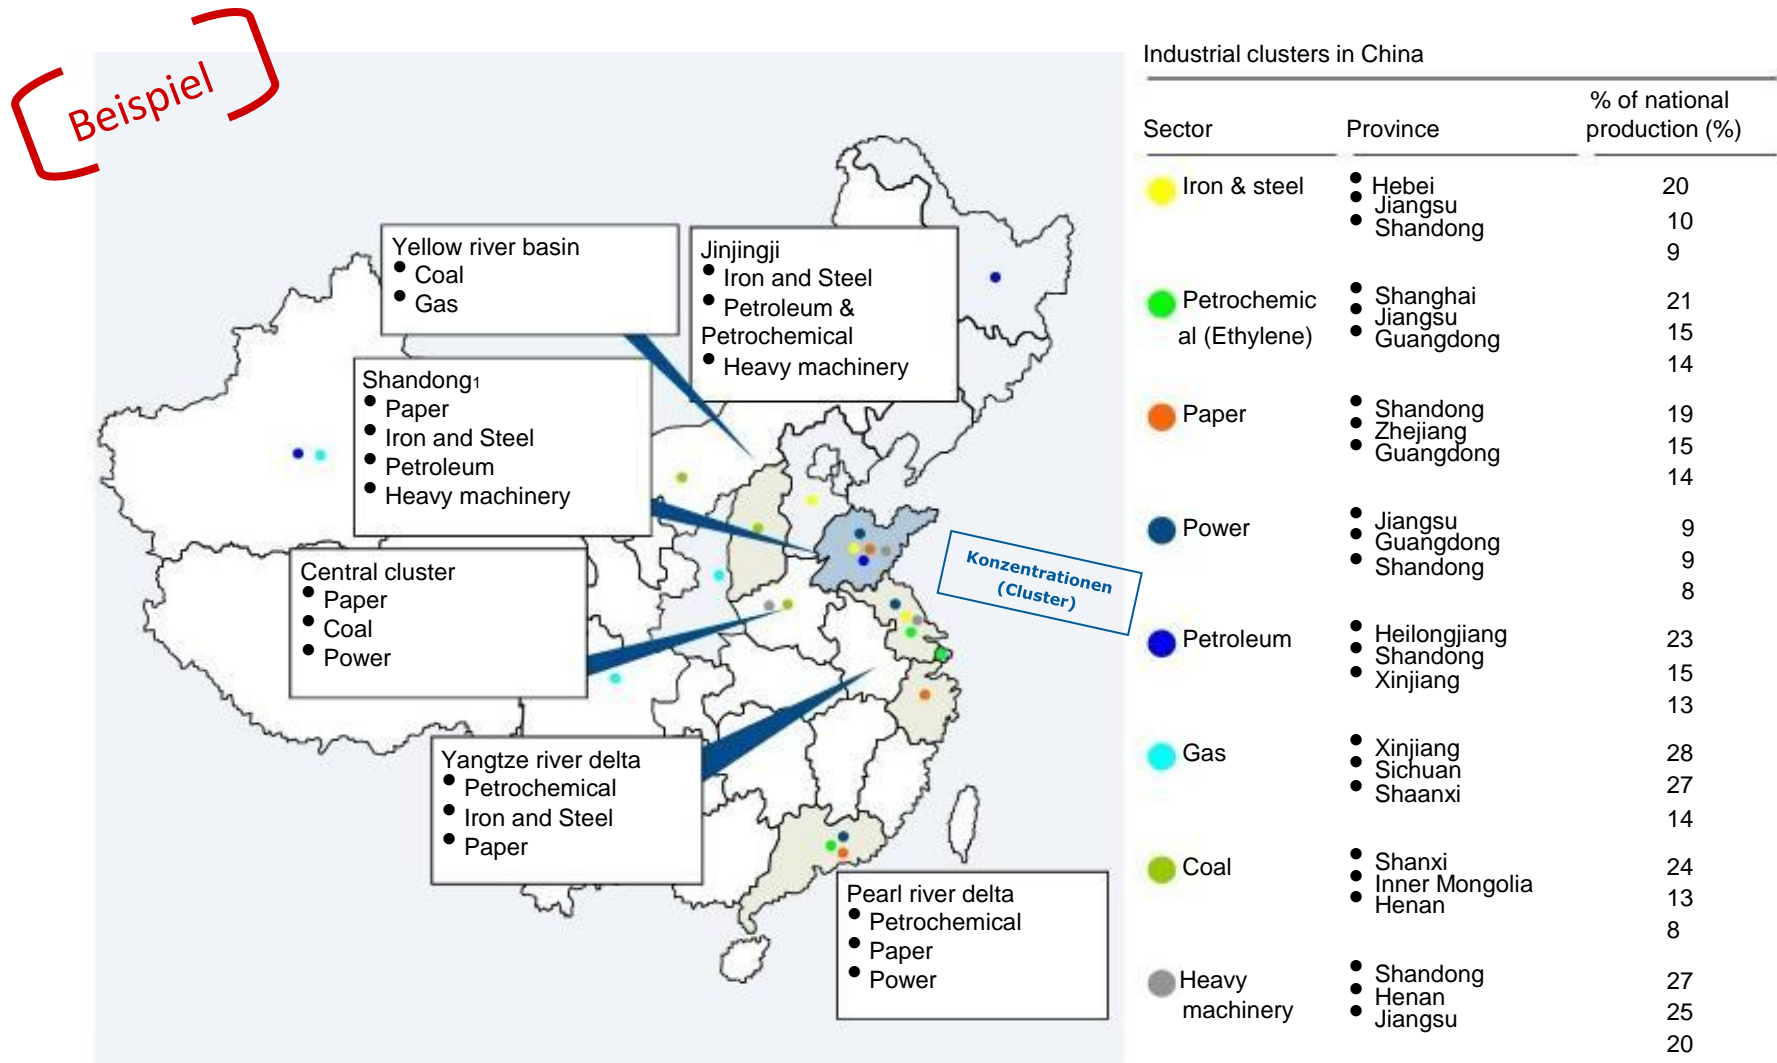 Beispiel
Yellow river basin
● Coal
● Gas
Jinjingji
● Iron and Steel
● Petroleum &
Petrochemical
● Heavy machinery
Shandong1
● Paper
● Iron and Steel
● Petroleum
● Heavy machinery
Central cluster
● Paper
● Coal
● Power
Konzentrationen
(Cluster)
Yangtze river delta
● Petrochemical
● Iron and Steel
● Paper
Pearl river delta
● Petrochemical
● Paper
● Power
Industrial clusters in China
Sector Province % of national
production (%)
Iron & steel
● Hebei 20
● Jiangsu 10
● Shandong 9
Petrochemic
al (Ethylene)
● Shanghai 21
● Jiangsu 15
● Guangdong 14
Paper
● Shandong 19
● Zhejiang 15
● Guangdong 14
Power
● Jiangsu 9
● Guangdong 9
● Shandong 8
Petroleum
● Heilongjiang 23
● Shandong 15
● Xinjiang 13
Gas
● Xinjiang 28
● Sichuan 27
● Shaanxi 14
Coal
● Shanxi 24
● Inner Mongolia 13
● Henan 8
Heavy
machinery
● Shandong 27
● Henan 25
● Jiangsu 20